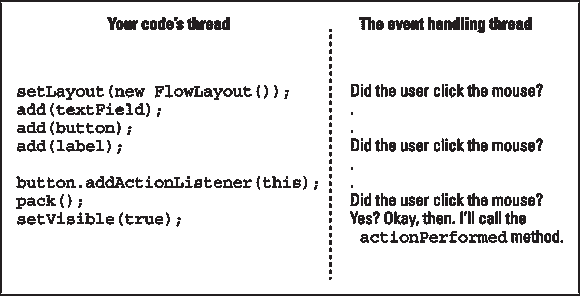 Your code's thread
setLayout(new FlowLayout());
add(textField);
add(button);
add(label);
button.addActionListener(this);
pack();
setVisible(true);
The event handling thread
Did the user click the mouse?
.
.
Did the user click the mouse?
.
.
Did the user click the mouse?
Yes? Okay, then. I'll call the
actionPerformed method.